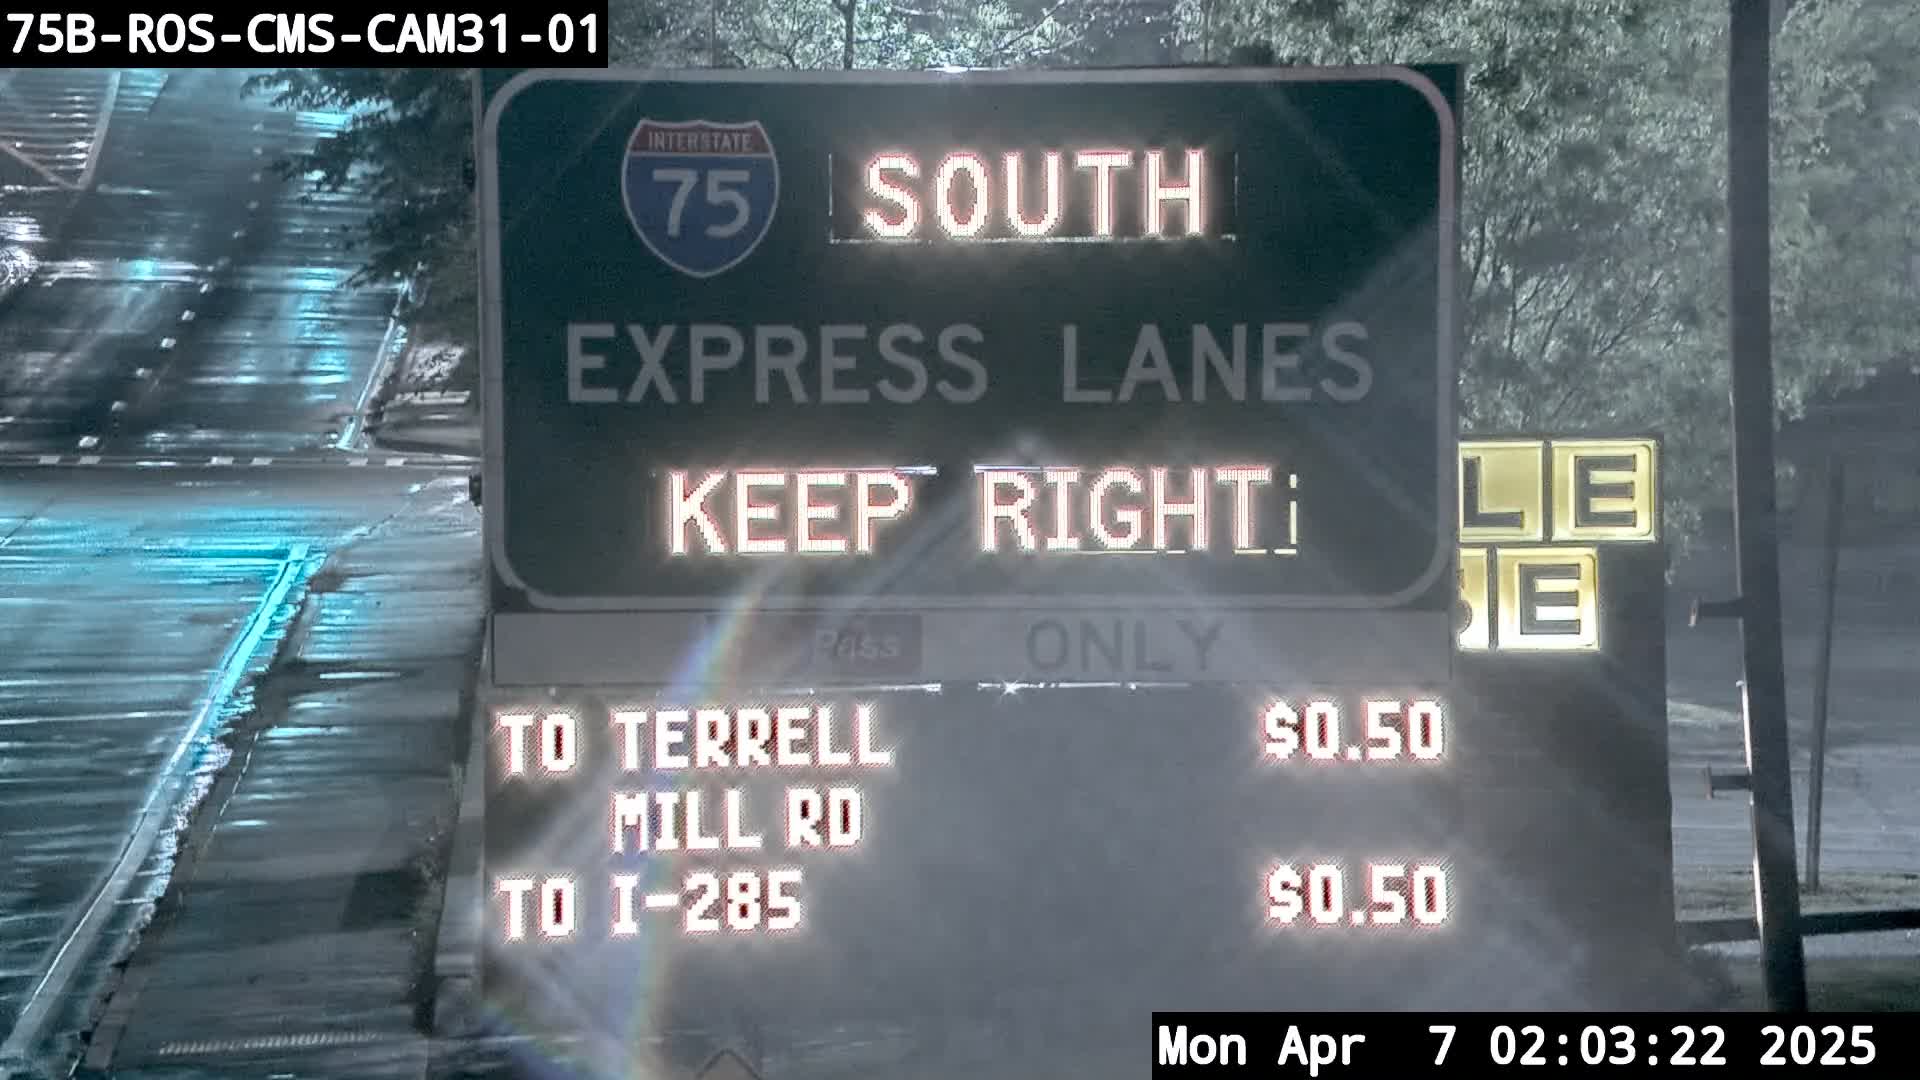 75B-ROS-CMS-CAM31-01
INTERSTATE
75
SOUTH
EXPRESS LANES
KEEP RIGHT
Pass ONLY
TO TERRELL $0.50
MILL RD
TO I-285 $0.50
LE
E
Mon Apr 7 02:03:22 2025